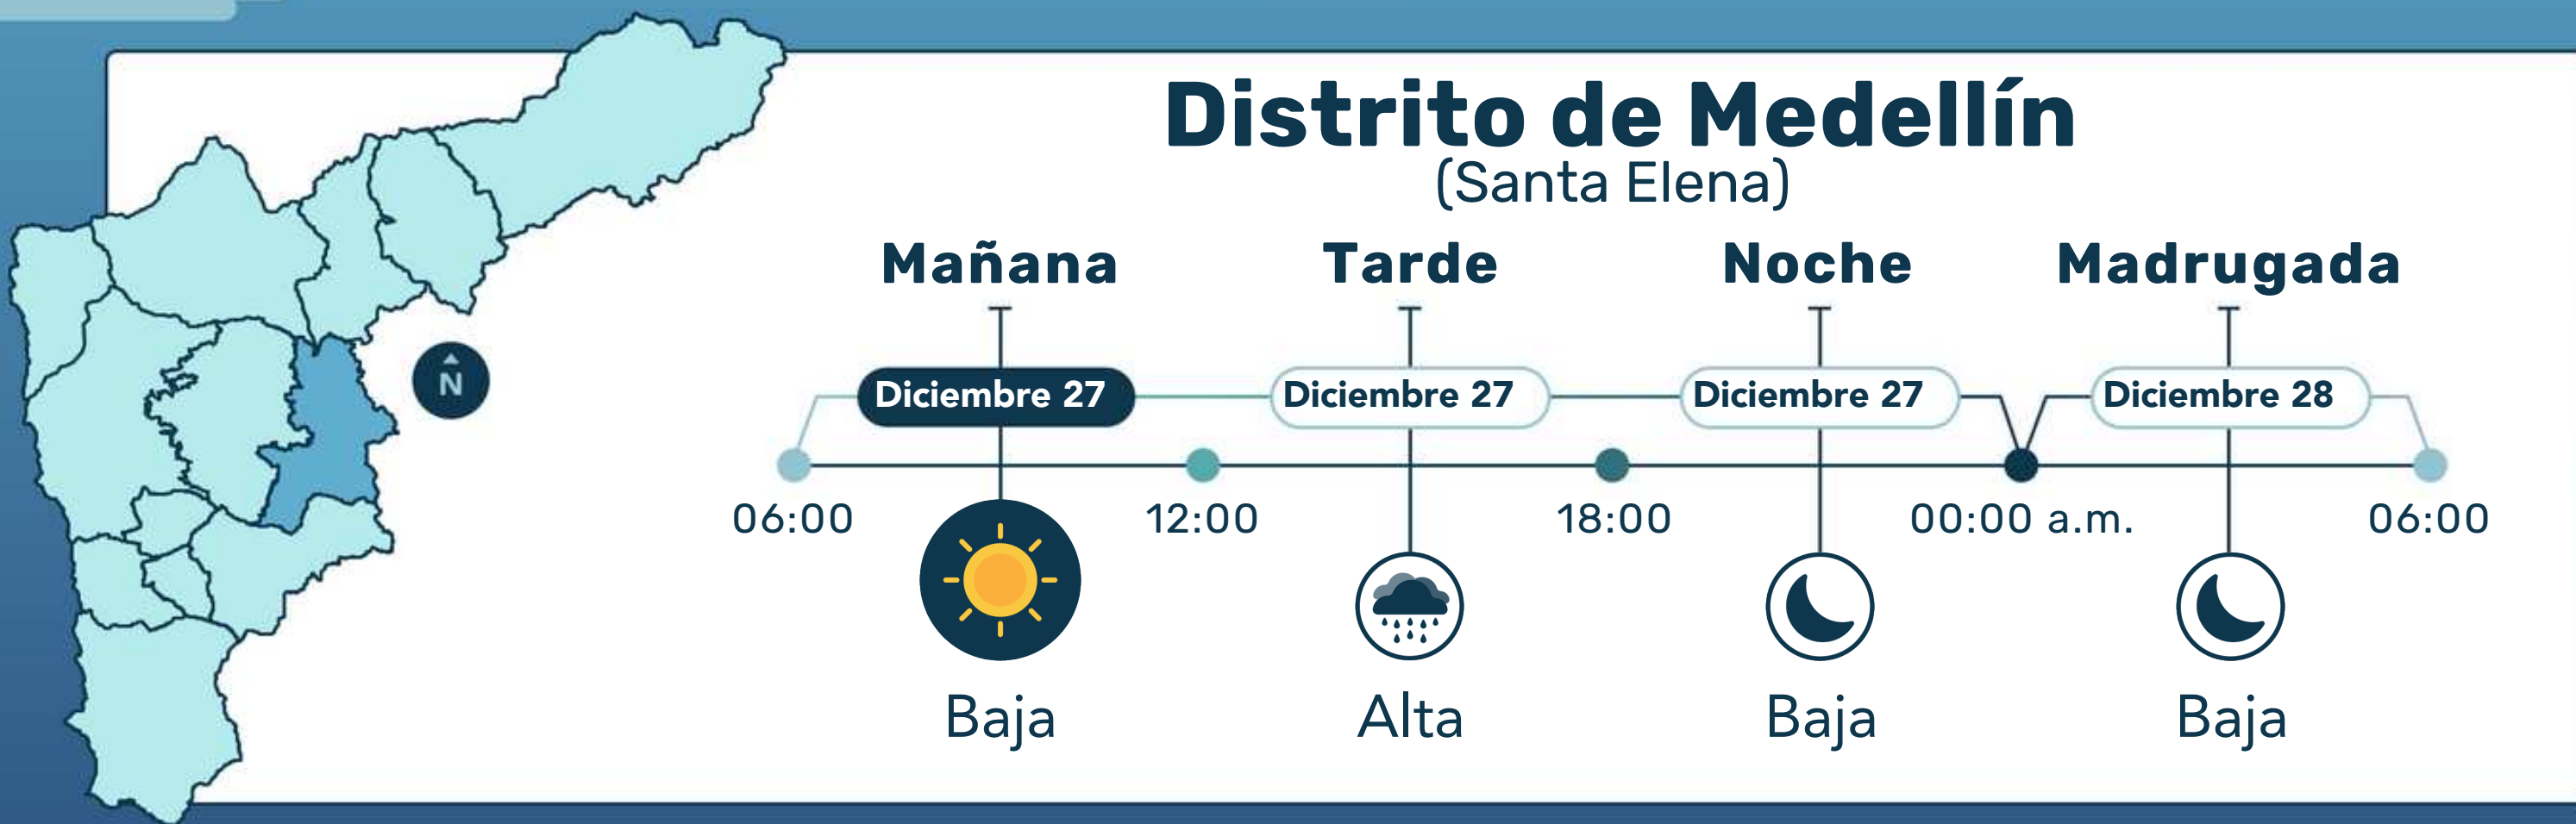 Distrito de Medellín
(Santa Elena)
Mañana Tarde Noche Madrugada
N
Diciembre 27 Diciembre 27 Diciembre 27 Diciembre 28
06:00 12:00 18:00 00:00 a.m. 06:00
Baja Alta Baja Baja